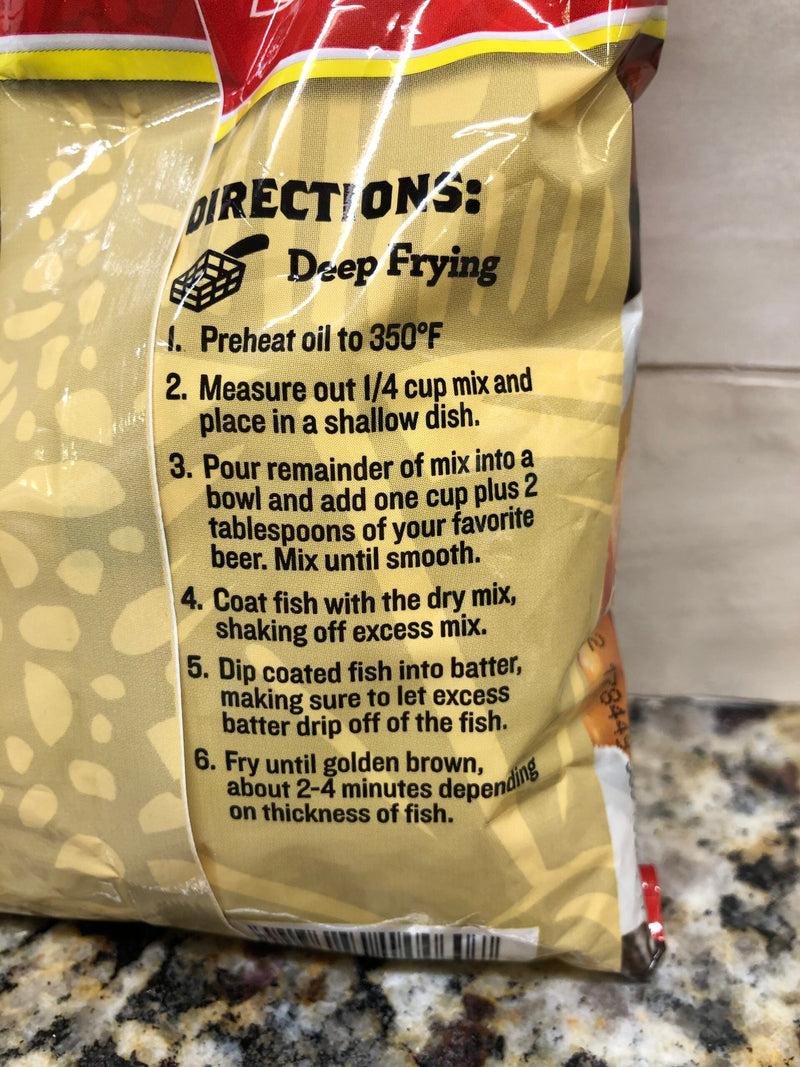 DIRECTIONS:
Deep Frying
1. Preheat oil to 350°F
2. Measure out 1/4 cup mix and
place in a shallow dish.
3. Pour remainder of mix into a
bowl and add one cup plus 2
tablespoons of your favorite
beer. Mix until smooth.
4. Coat fish with the dry mix,
shaking off excess mix.
5. Dip coated fish into batter,
making sure to let excess
batter drip off of the fish.
6. Fry until golden brown,
about 2-4 minutes depending
on thickness of fish.